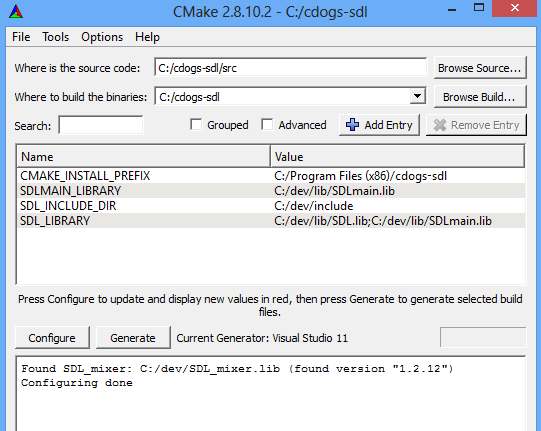 CMake 2.8.10.2 - C:/cdogs-sdl
File Tools Options Help
Where is the source code: C:/cdogs-sdl/src Browse Source...
Where to build the binaries: C:/cdogs-sdl Browse Build...
Search: Grouped Advanced Add Entry Remove Entry
Name Value
CMAKE_INSTALL_PREFIX C:/Program Files (x86)/cdogs-sdl
SDLMAIN_LIBRARY C:/dev/lib/SDLmain.lib
SDL_INCLUDE_DIR C:/dev/include
SDL_LIBRARY C:/dev/lib/SDL.lib;C:/dev/lib/SDLmain.lib
Press Configure to update and display new values in red, then press Generate to generate selected build
files.
Configure Generate Current Generator: Visual Studio 11
Found SDL_mixer: C:/dev/SDL_mixer.lib (found version "1.2.12")
Configuring done